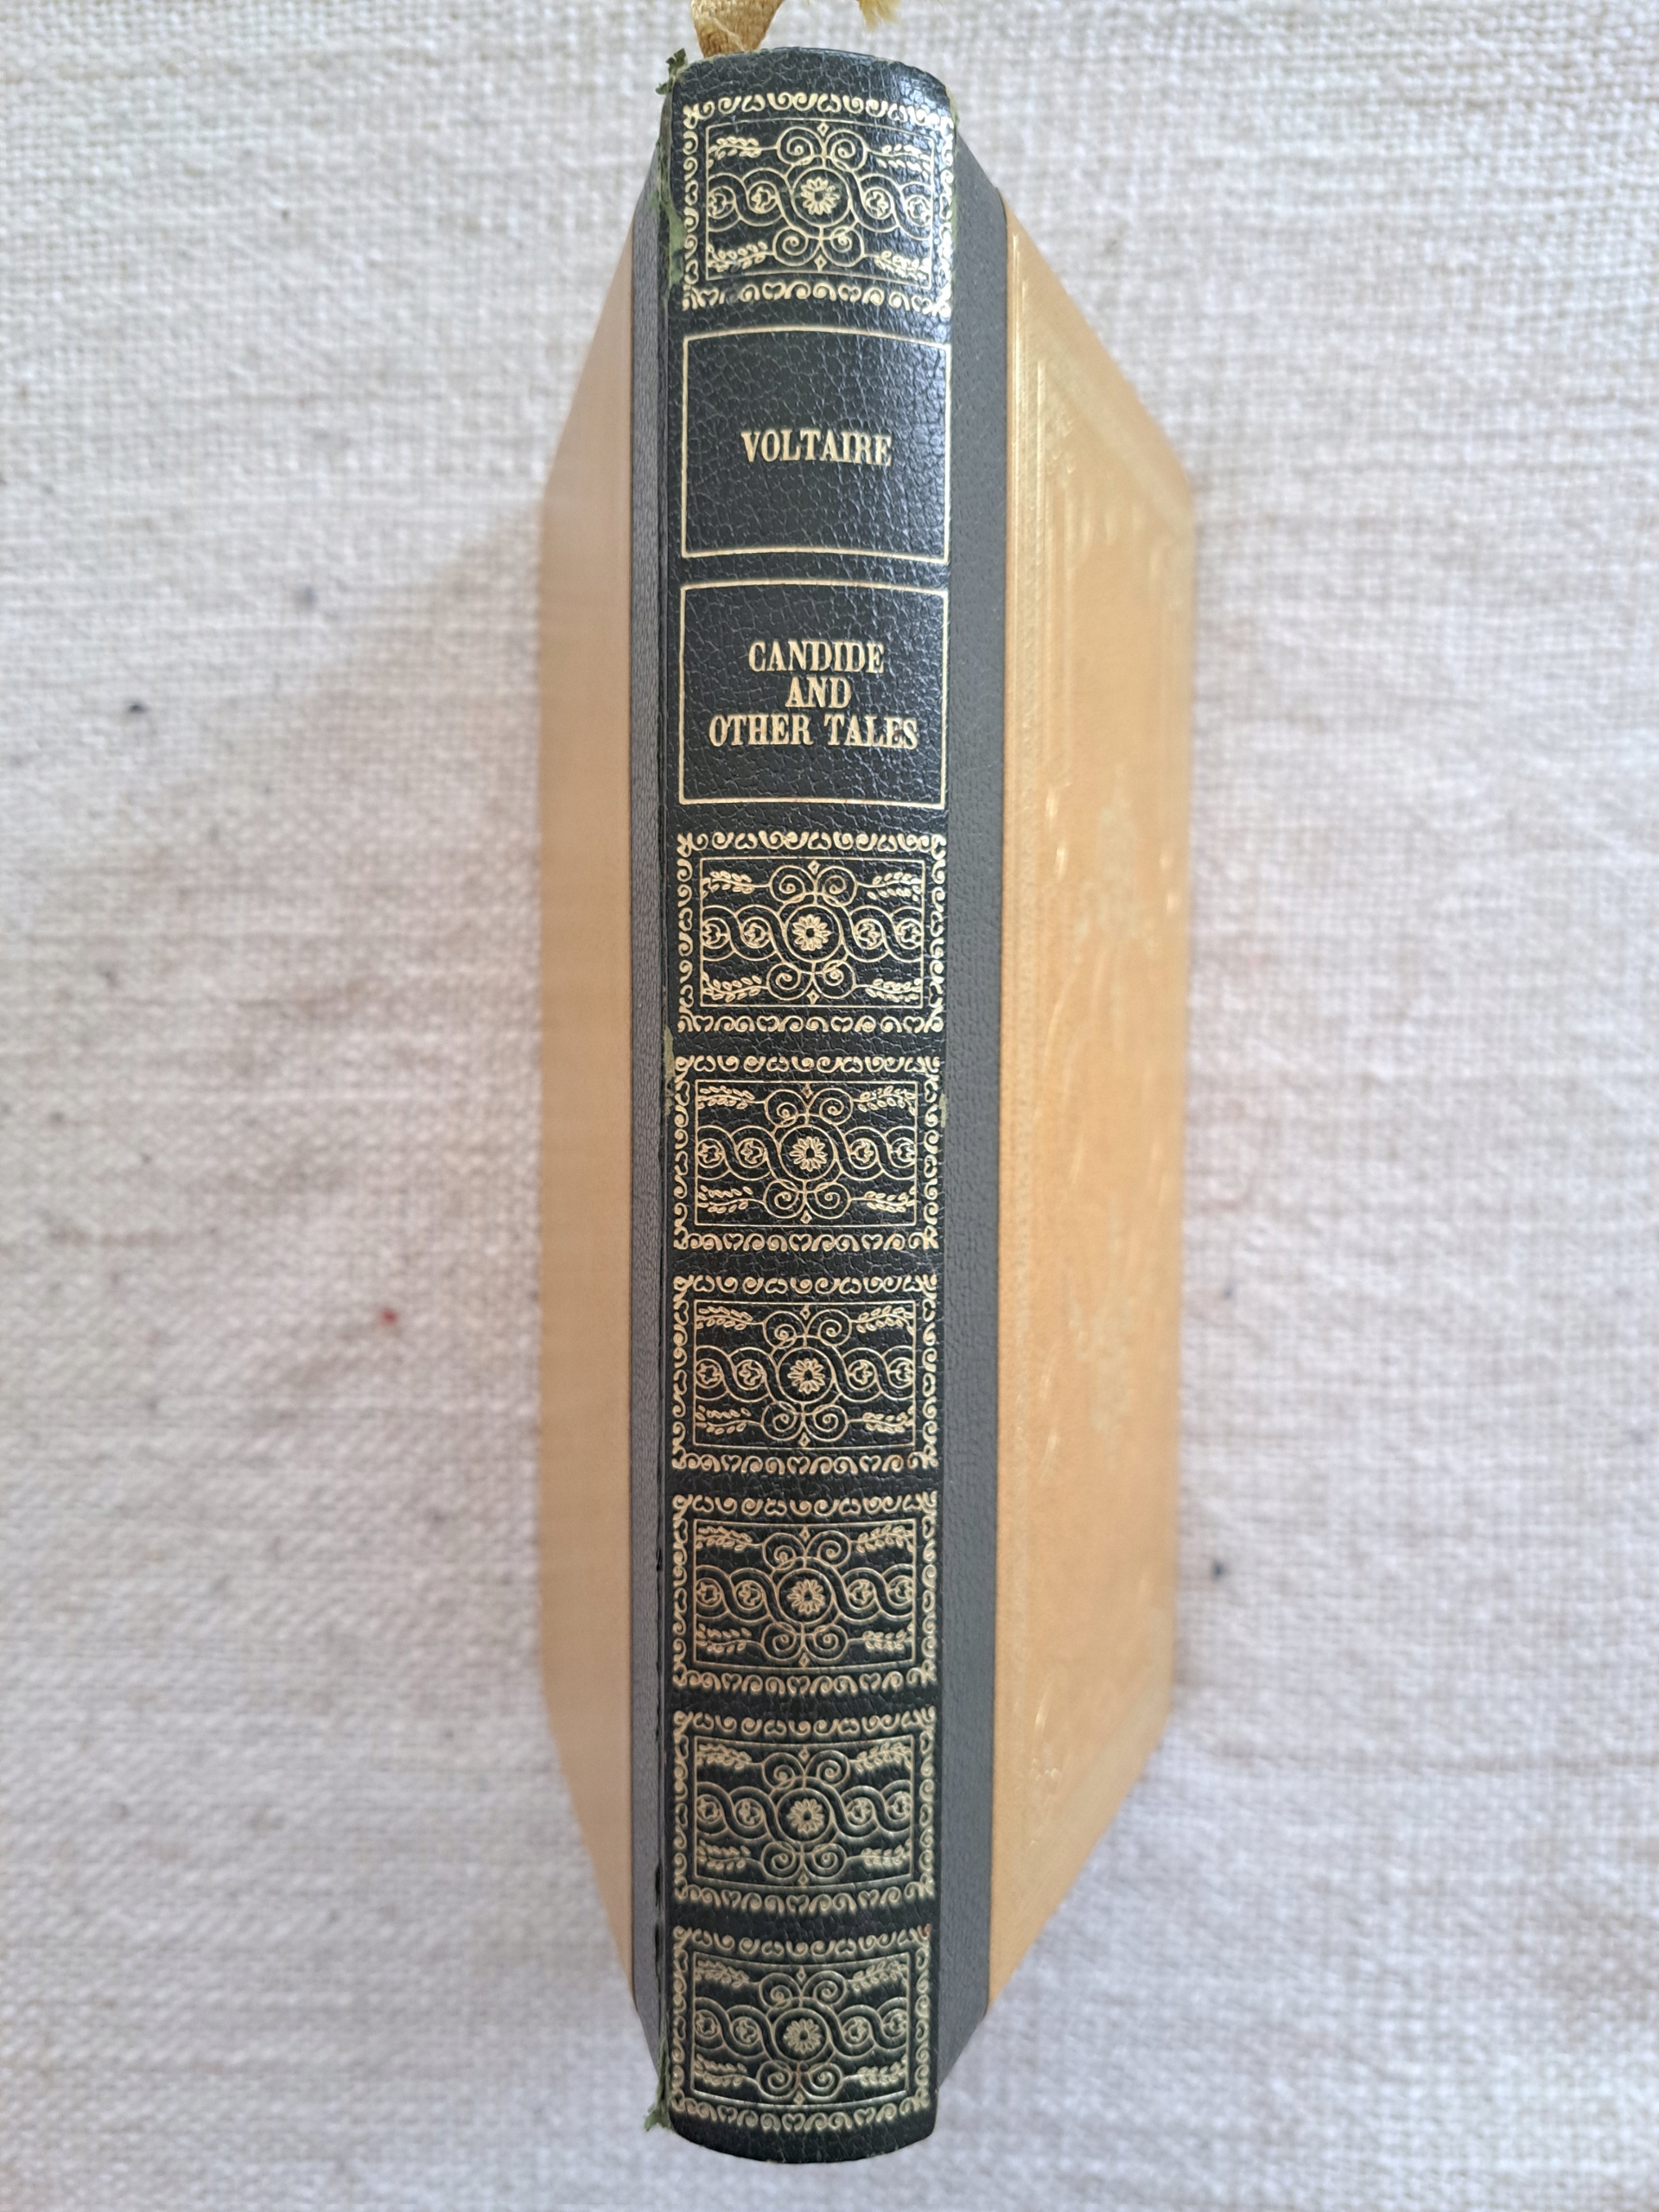 VOLTAIRE
CANDIDE
AND
OTHER TALES